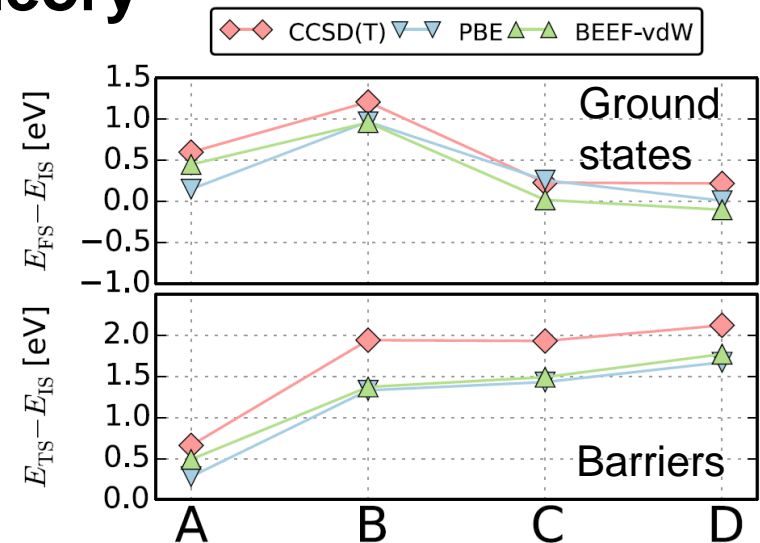 eory
CCSD(T) PBE BEEF-vdW
E_FS−E_IS [eV]
1.5
1.0
0.5
0.0
−0.5
−1.0
Ground
states
E_TS−E_IS [eV]
2.0
1.5
1.0
0.5
0.0
Barriers
A B C D